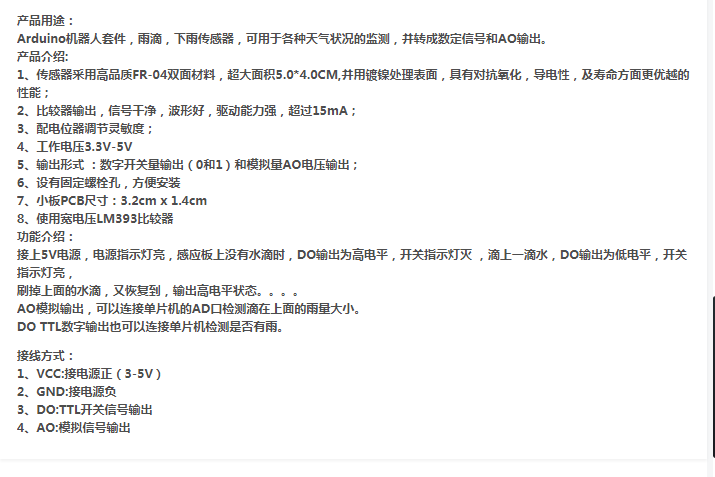 产品用途：
Arduino机器人套件，雨滴，下雨传感器，可用于各种天气状况的监测，并转成数定信号和AO输出。
产品介绍:
1、传感器采用高品质FR-04双面材料，超大面积5.0*4.0CM,并用镀镍处理表面，具有对抗氧化，导电性，及寿命方面更优越的
性能；
2、比较器输出，信号干净，波形好，驱动能力强，超过15mA；
3、配电位器调节灵敏度；
4、工作电压3.3V-5V
5、输出形式 ：数字开关量输出（0和1）和模拟量AO电压输出；
6、设有固定螺栓孔，方便安装
7、小板PCB尺寸：3.2cm x 1.4cm
8、使用宽电压LM393比较器
功能介绍：
接上5V电源，电源指示灯亮，感应板上没有水滴时，DO输出为高电平，开关指示灯灭 ，滴上一滴水，DO输出为低电平，开关
指示灯亮，
刷掉上面的水滴，又恢复到，输出高电平状态。。。。
AO模拟输出，可以连接单片机的AD口检测滴在上面的雨量大小。
DO TTL数字输出也可以连接单片机检测是否有雨。
接线方式：
1、VCC:接电源正（3-5V）
2、GND:接电源负
3、DO:TTL开关信号输出
4、AO:模拟信号输出